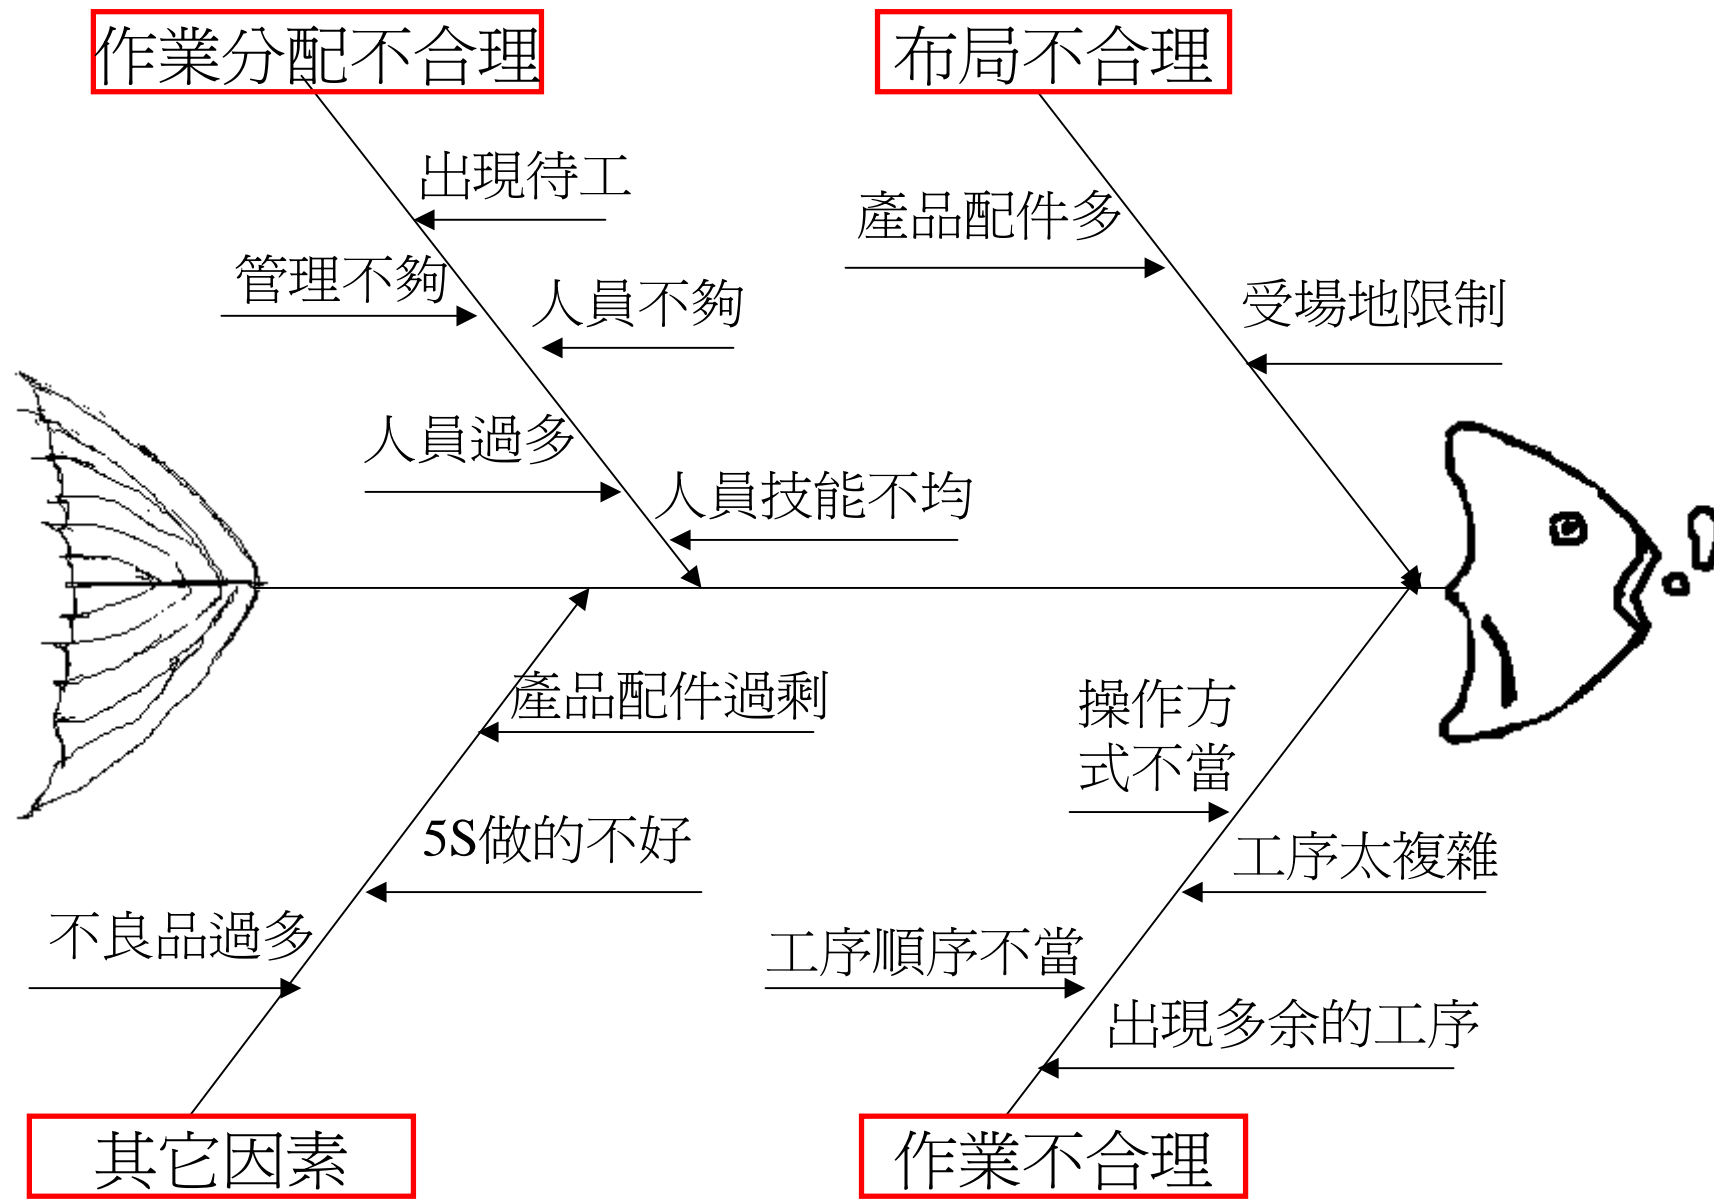 作業分配不合理
布局不合理
出現待工
產品配件多
管理不夠
人員不夠
受場地限制
人員過多
人員技能不均
產品配件過剩
操作方
式不當
5S做的不好
工序太複雜
不良品過多
工序順序不當
出現多余的工序
其它因素
作業不合理